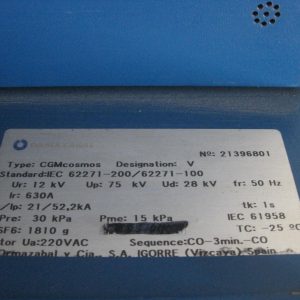 ORMAZABAL
Nº: 21396801
Type: CGMcosmos Designation: V
Standard:IEC 62271-200/62271-100
Ur: 12 kV Up: 75 kV Ud: 28 kV fr: 50 Hz
Ir: 630A
/Ip: 21/52,2kA tk: 1s
Pre: 30 kPa Pme: 15 kPa IEC 61958
SF6: 1810 g TC: -25 ºC
tor Ua:220VAC Sequence:CO-3min.-CO
Ormazabal y Cia., S.A. IGORRE (Vizcaya) Spain